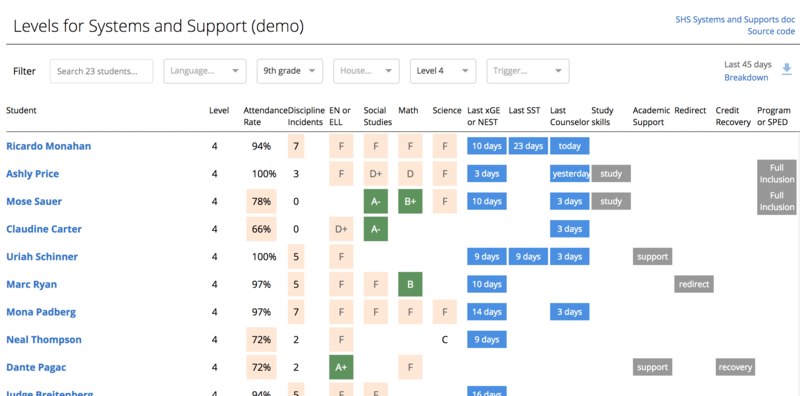 Levels for Systems and Support (demo)
SHS Systems and Supports doc
Source code
Filter Search 23 students... Language... 9th grade House... Level 4 Trigger... Last 45 days
Breakdown
Student Level Attendance Rate Discipline Incidents EN or ELL Social Studies Math Science Last xGE or NEST Last SST Last Counselor Study skills Academic Support Redirect Credit Recovery Program or SPED
Ricardo Monahan 4 94% 7 F F F F 10 days 23 days today
Ashly Price 4 100% 3 F D+ D F 3 days yesterday study Full Inclusion
Mose Sauer 4 78% 0 A- B+ F 10 days 3 days study Full Inclusion
Claudine Carter 4 66% 0 D+ A- 3 days
Uriah Schinner 4 100% 5 F 9 days 9 days 3 days support
Marc Ryan 4 97% 5 F F B 10 days redirect
Mona Padberg 4 97% 7 F F F F 14 days 3 days
Neal Thompson 4 72% 2 F C 9 days
Dante Pagac 4 72% 2 A+ F support recovery
Judge Breitenberg 4 94% 5 F F 16 days